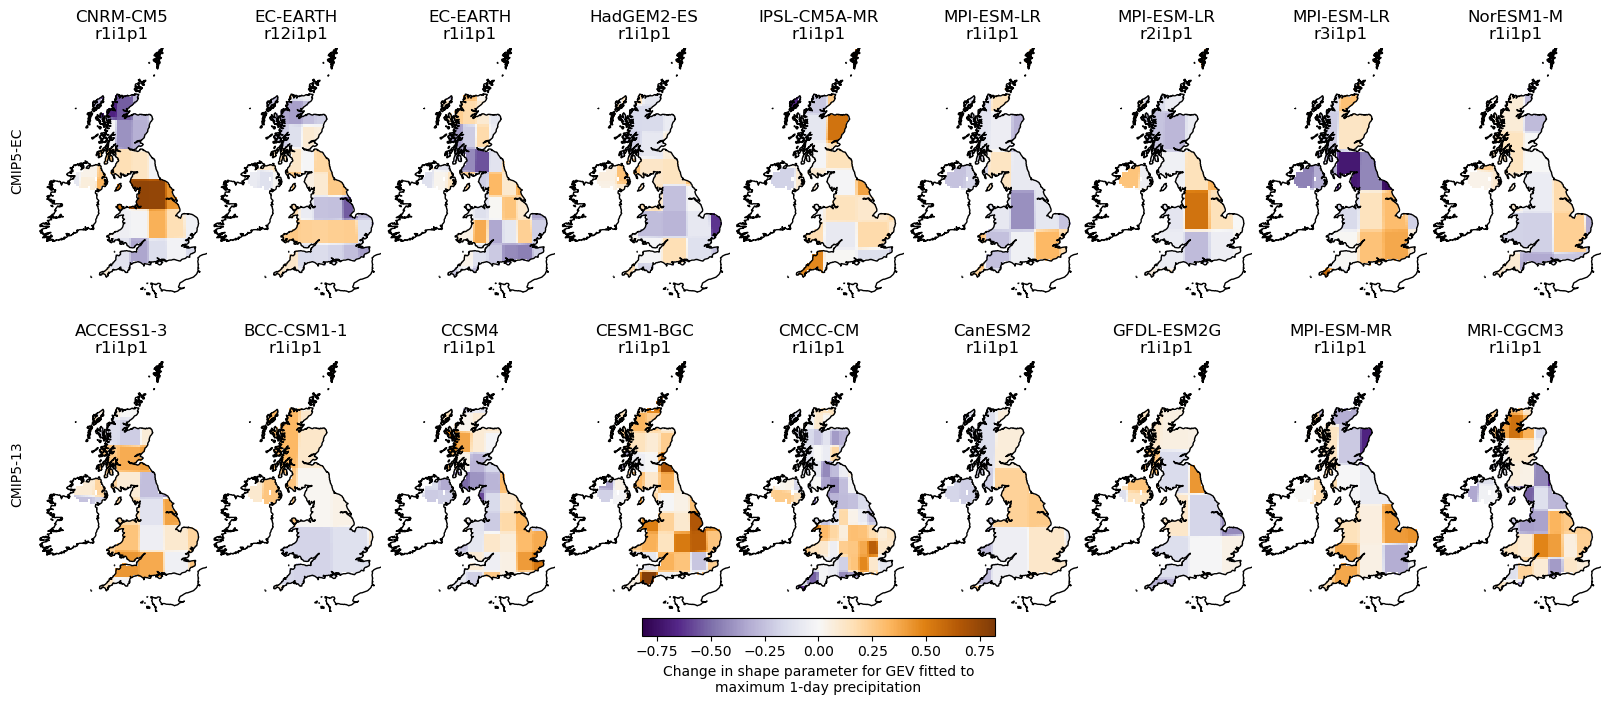 CNRM-CM5 EC-EARTH EC-EARTH HadGEM2-ES IPSL-CM5A-MR MPI-ESM-LR MPI-ESM-LR MPI-ESM-LR NorESM1-M
r1i1p1 r12i1p1 r1i1p1 r1i1p1 r1i1p1 r1i1p1 r2i1p1 r3i1p1 r1i1p1
CMIP5-EC
ACCESS1-3 BCC-CSM1-1 CCSM4 CESM1-BGC CMCC-CM CanESM2 GFDL-ESM2G MPI-ESM-MR MRI-CGCM3
r1i1p1 r1i1p1 r1i1p1 r1i1p1 r1i1p1 r1i1p1 r1i1p1 r1i1p1 r1i1p1
CMIP5-13
−0.75 −0.50 −0.25 0.00 0.25 0.50 0.75
Change in shape parameter for GEV fitted to
maximum 1-day precipitation